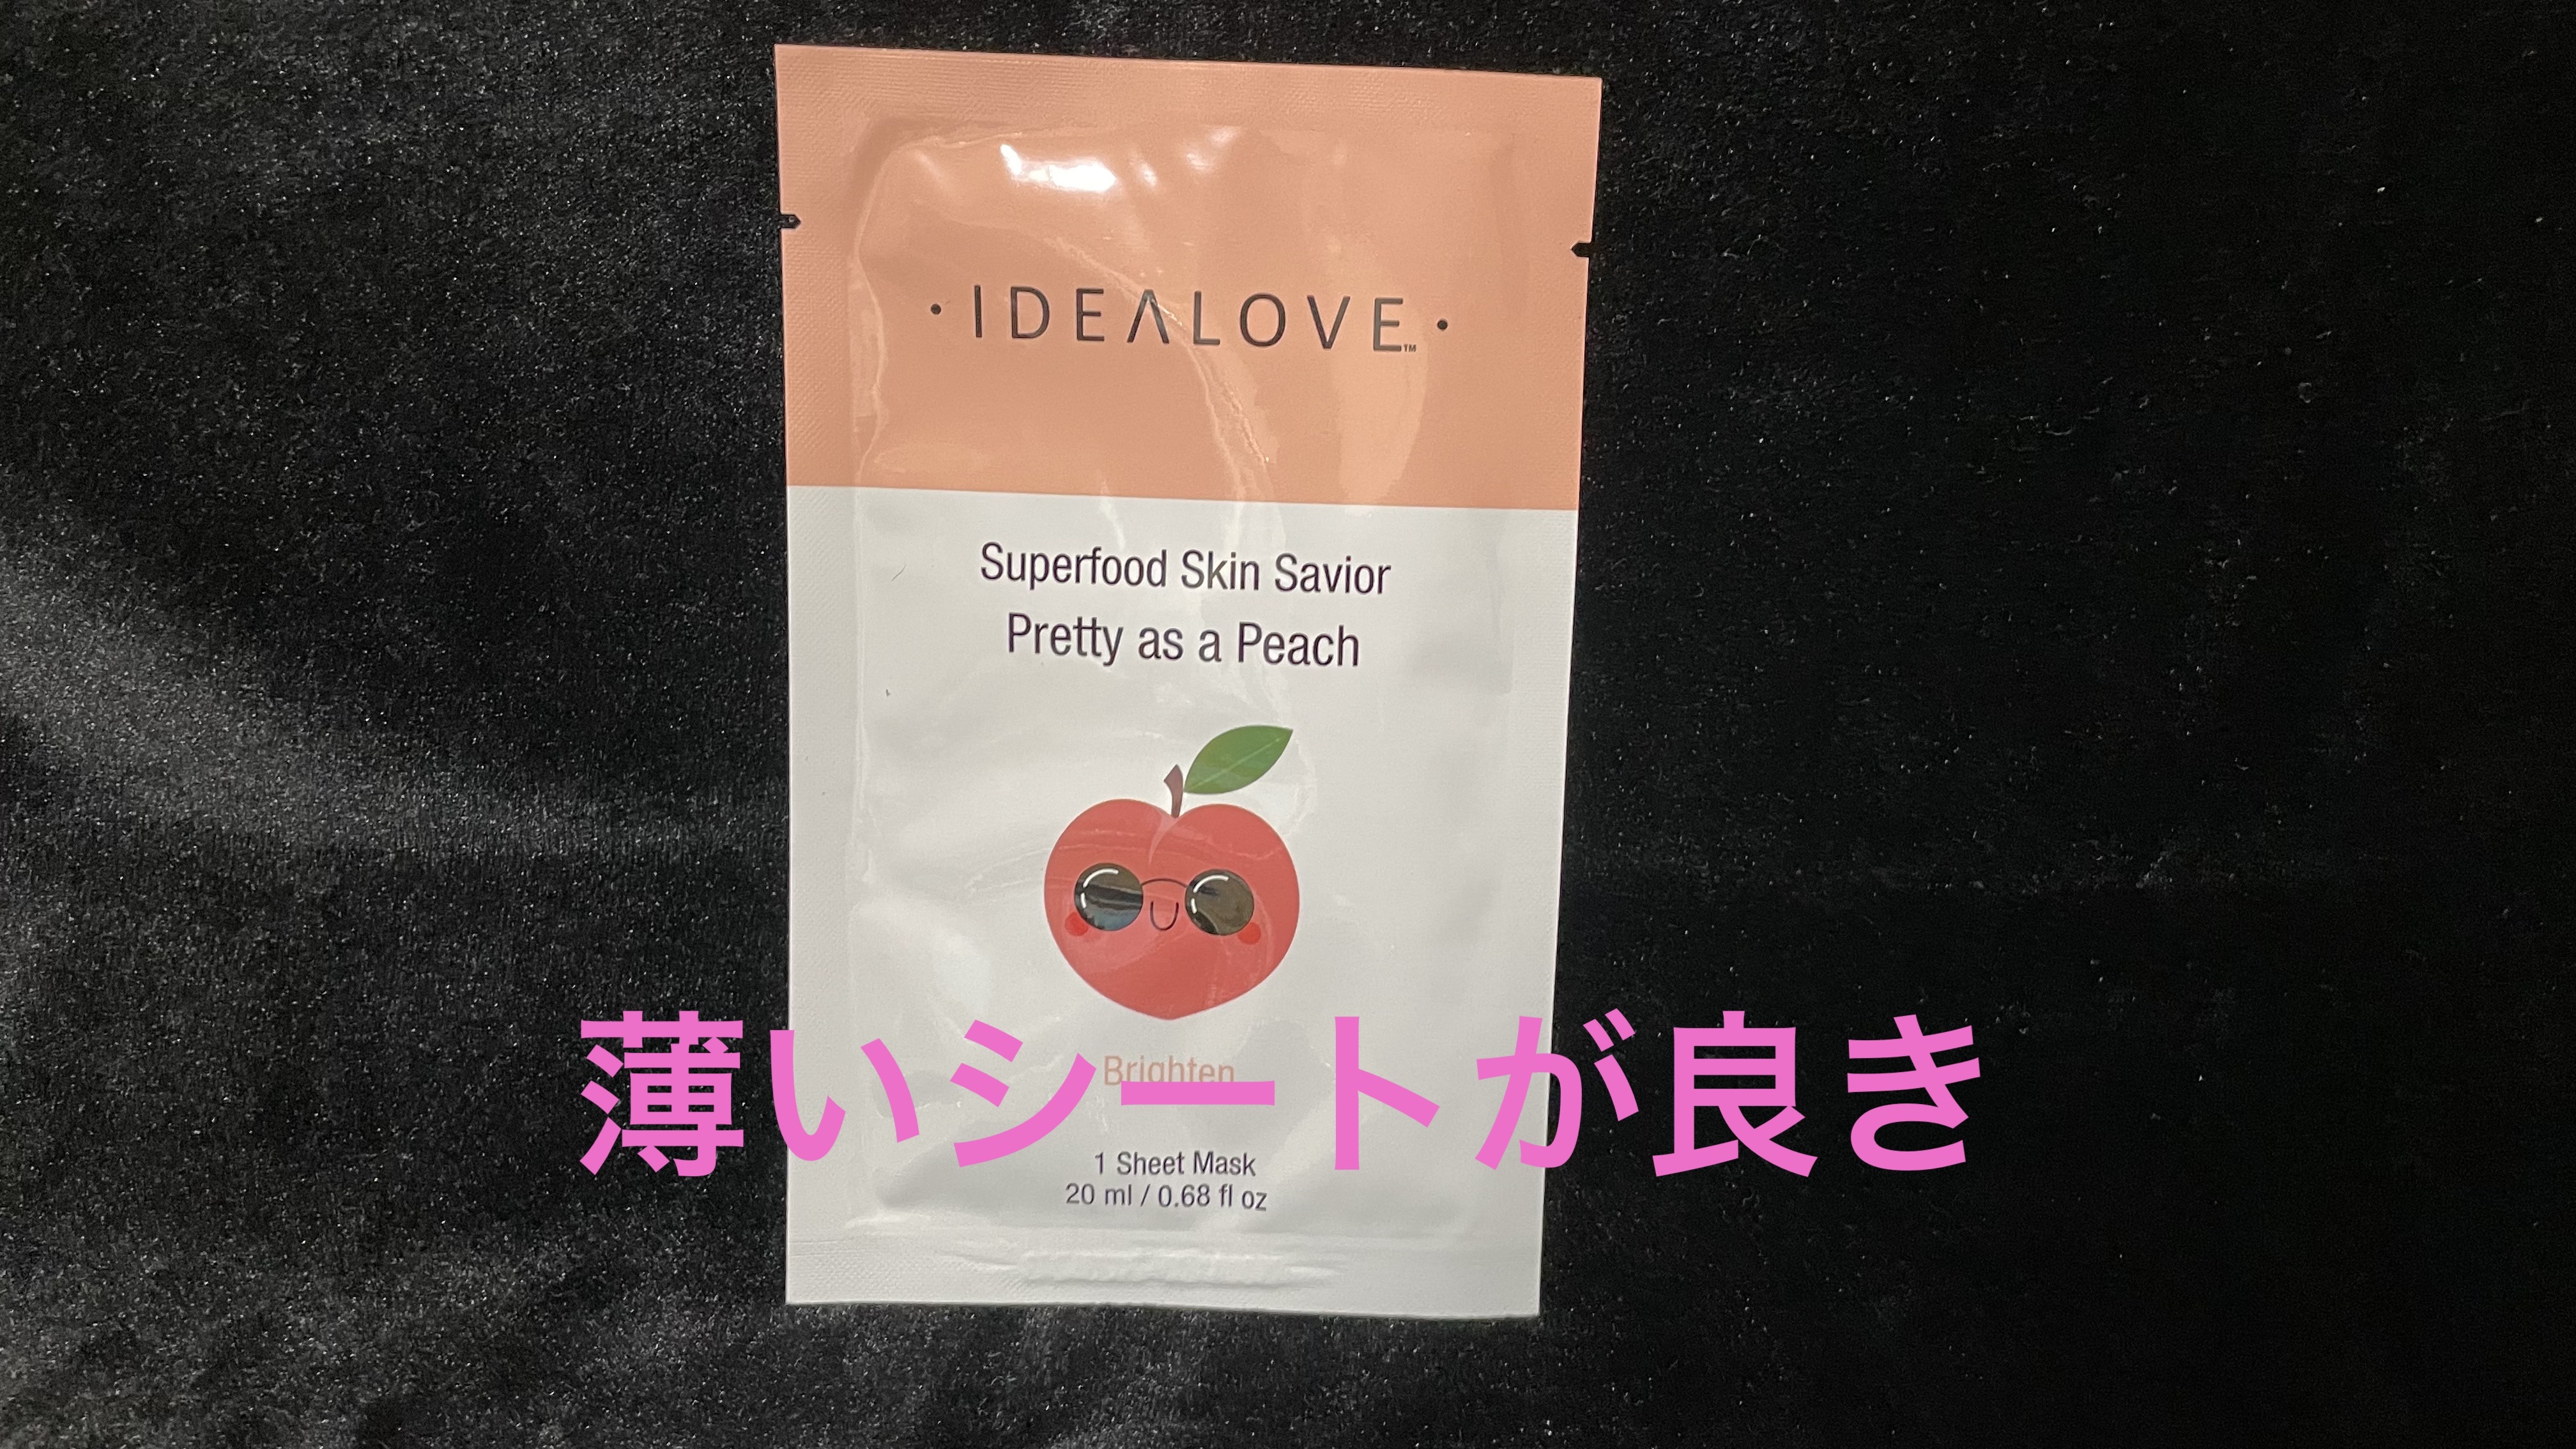 ·IDEALOVE·™
Superfood Skin Savior
Pretty as a Peach
Brighten
薄いシートが良き
1 Sheet Mask
20 ml / 0.68 fl oz